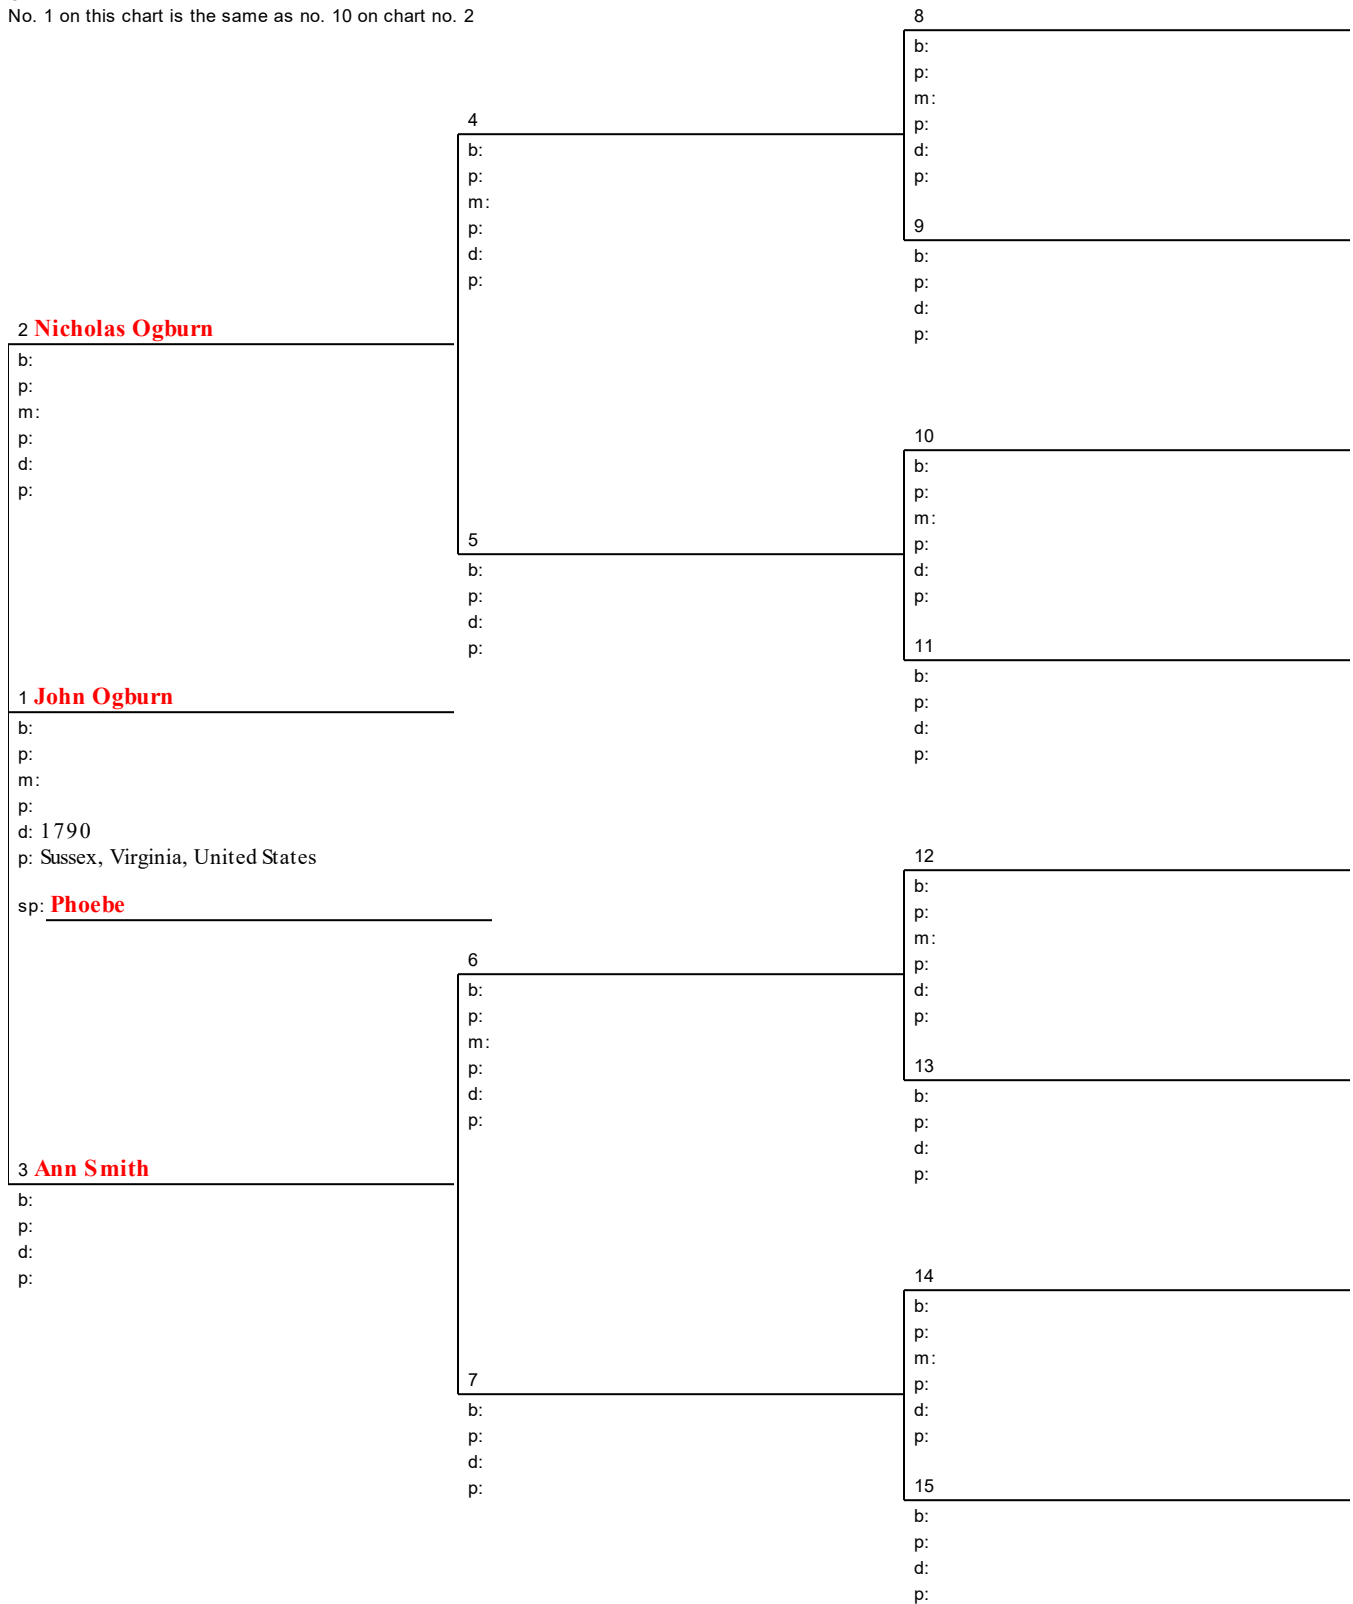 No. 1 on this chart is the same as no. 10 on chart no. 2
8
b:
p:
m:
p:
d:
p:
4
b:
p:
m:
p:
d:
p:
9
b:
p:
d:
p:
2 Nicholas Ogburn
b:
p:
m:
p:
d:
p:
10
b:
p:
m:
p:
d:
p:
5
b:
p:
d:
p:
11
b:
p:
d:
p:
1 John Ogburn
b:
p:
m:
p:
d: 1790
p: Sussex, Virginia, United States
sp: Phoebe
12
b:
p:
m:
p:
d:
p:
6
b:
p:
m:
p:
d:
p:
13
b:
p:
d:
p:
3 Ann Smith
b:
p:
d:
p:
14
b:
p:
m:
p:
d:
p:
7
b:
p:
d:
p:
15
b:
p:
d:
p: